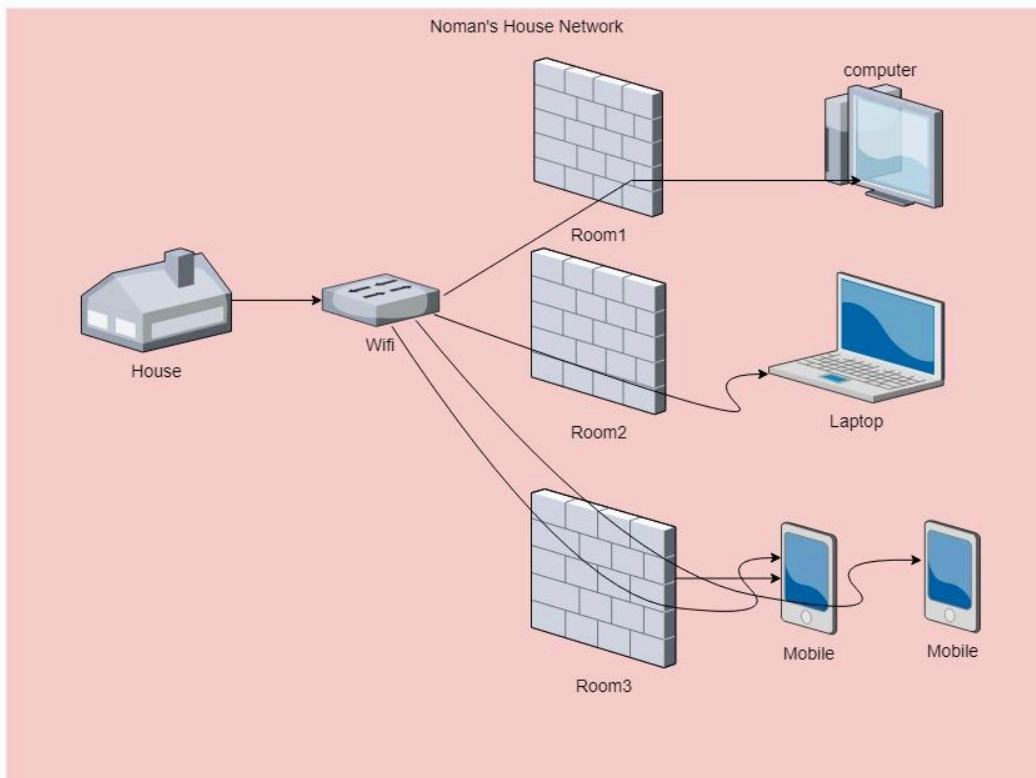 Noman's House Network
computer
Room1
House
Wifi
Room2
Laptop
Room3
Mobile
Mobile